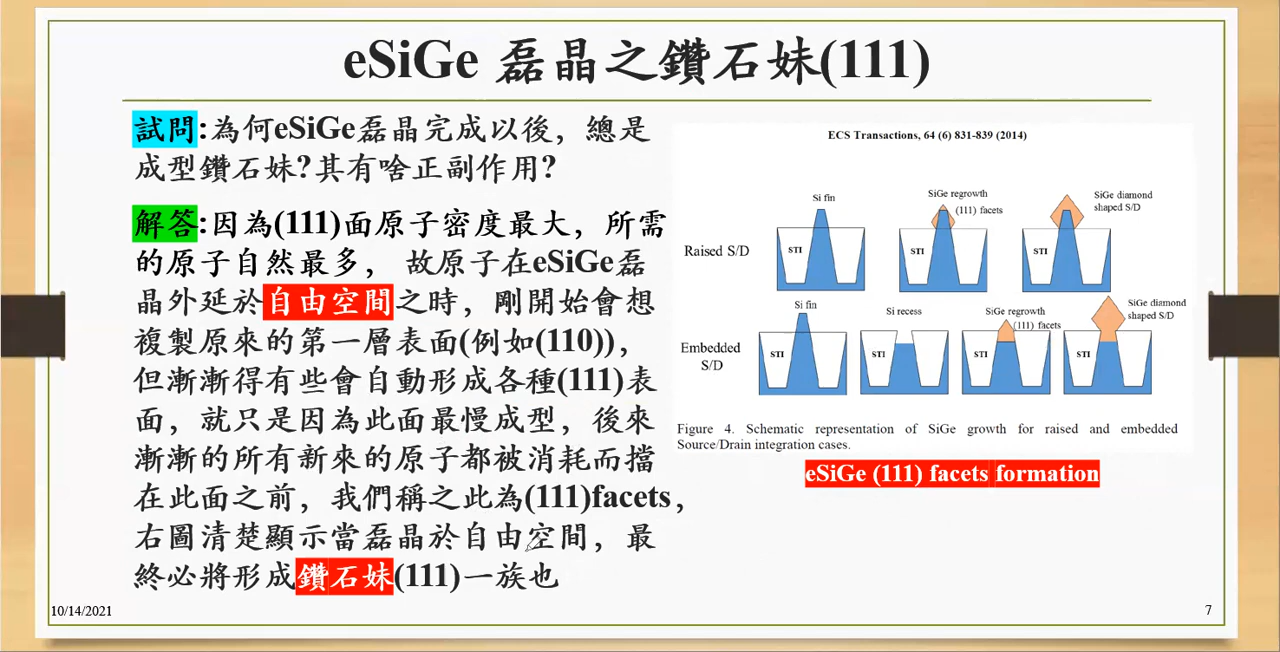 eSiGe 磊晶之鑽石妹(111)
試問:為何eSiGe磊晶完成以後，總是
成型鑽石妹?其有啥正副作用?
解答:因為(111)面原子密度最大，所需
的原子自然最多，故原子在eSiGe磊
晶外延於自由空間之時，剛開始會想
複製原來的第一層表面(例如(110))，
但漸漸得有些會自動形成各種(111)表
面，就只是因為此面最慢成型，後來
漸漸的所有新來的原子都被消耗而擋
在此面之前，我們稱之此為(111)facets，
右圖清楚顯示當磊晶於自由空間，最
終必將形成鑽石妹(111)一族也
ECS Transactions, 64 (6) 831-839 (2014)
Raised S/D
Si fin
STI
SiGe regrowth
(111) facets
STI
SiGe diamond
shaped S/D
STI
Embedded
S/D
Si fin
STI
Si recess
STI
SiGe regrowth
(111) facets
STI
SiGe diamond
shaped S/D
STI
Figure 4. Schematic representation of SiGe growth for raised and embedded
Source/Drain integration cases.
eSiGe (111) facets formation
10/14/2021
7